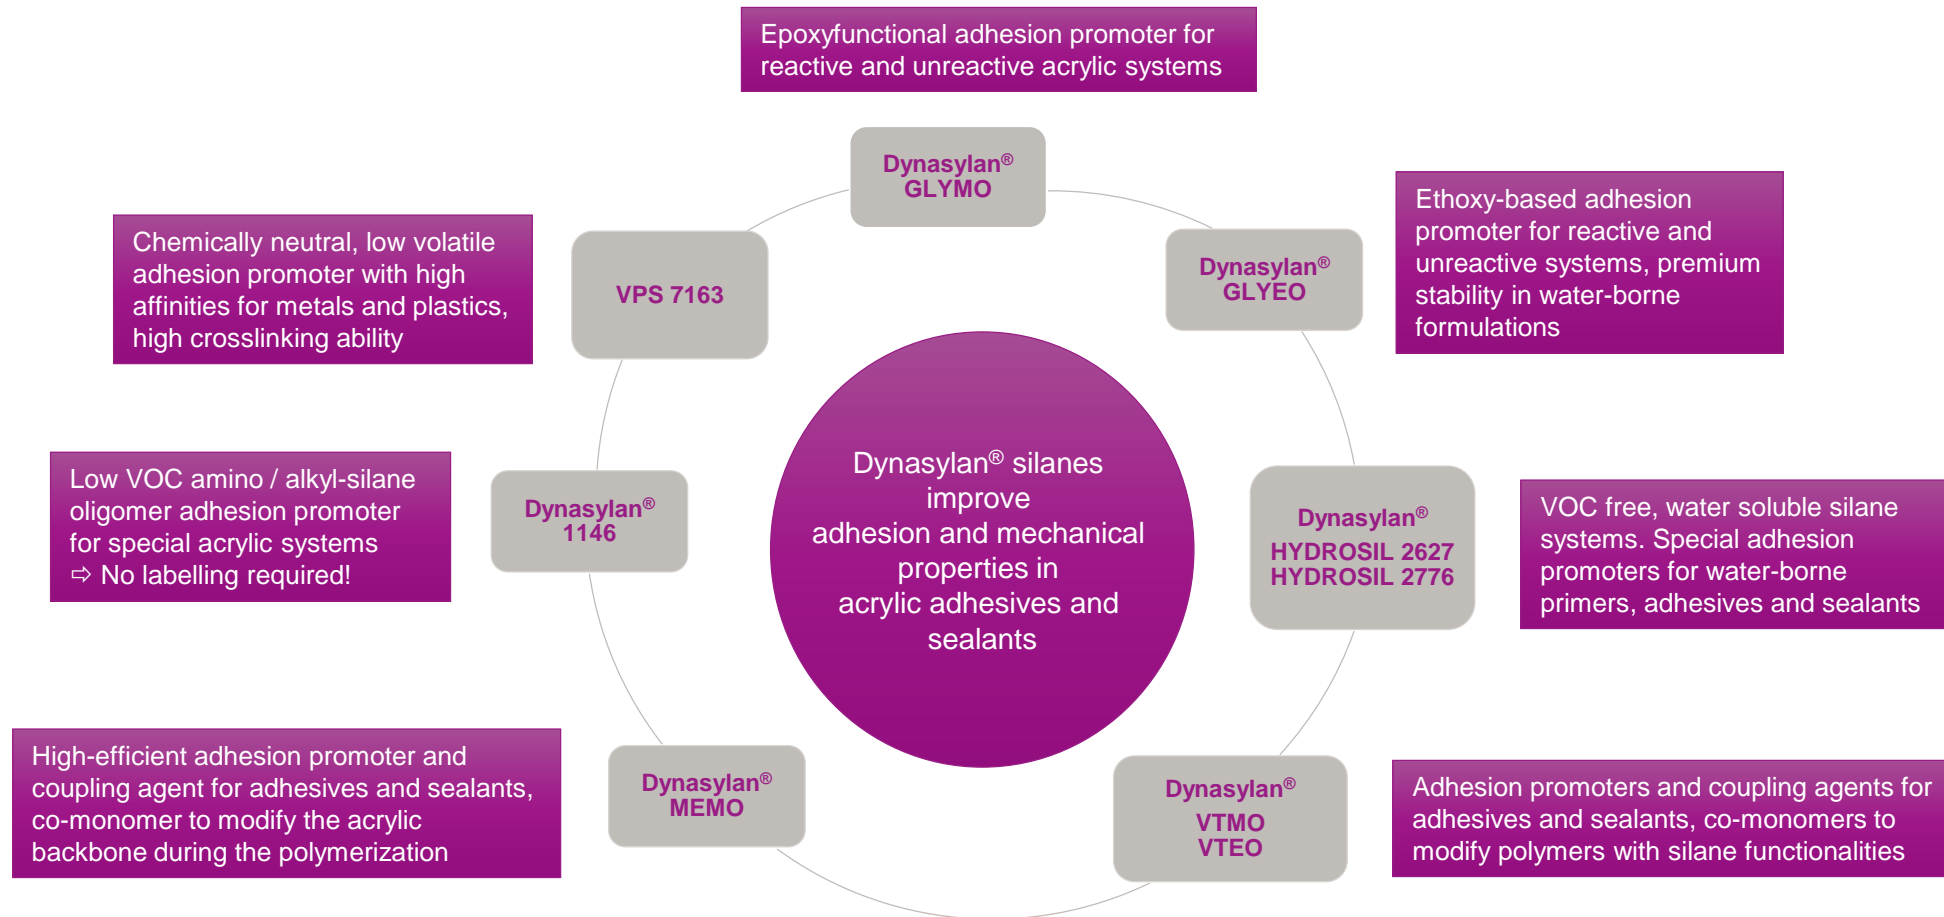 Epoxyfunctional adhesion promoter for
reactive and unreactive acrylic systems
Dynasylan®
GLYMO
Ethoxy-based adhesion
promoter for reactive and
unreactive systems, premium
stability in water-borne
formulations
Dynasylan®
GLYEO
Chemically neutral, low volatile
adhesion promoter with high
affinities for metals and plastics,
high crosslinking ability
VPS 7163
Dynasylan® silanes
improve
adhesion and mechanical
properties in
acrylic adhesives and
sealants
Low VOC amino / alkyl-silane
oligomer adhesion promoter
for special acrylic systems
⇨ No labelling required!
Dynasylan®
1146
Dynasylan®
HYDROSIL 2627
HYDROSIL 2776
VOC free, water soluble silane
systems. Special adhesion
promoters for water-borne
primers, adhesives and sealants
High-efficient adhesion promoter and
coupling agent for adhesives and sealants,
co-monomer to modify the acrylic
backbone during the polymerization
Dynasylan®
MEMO
Dynasylan®
VTMO
VTEO
Adhesion promoters and coupling agents for
adhesives and sealants, co-monomers to
modify polymers with silane functionalities